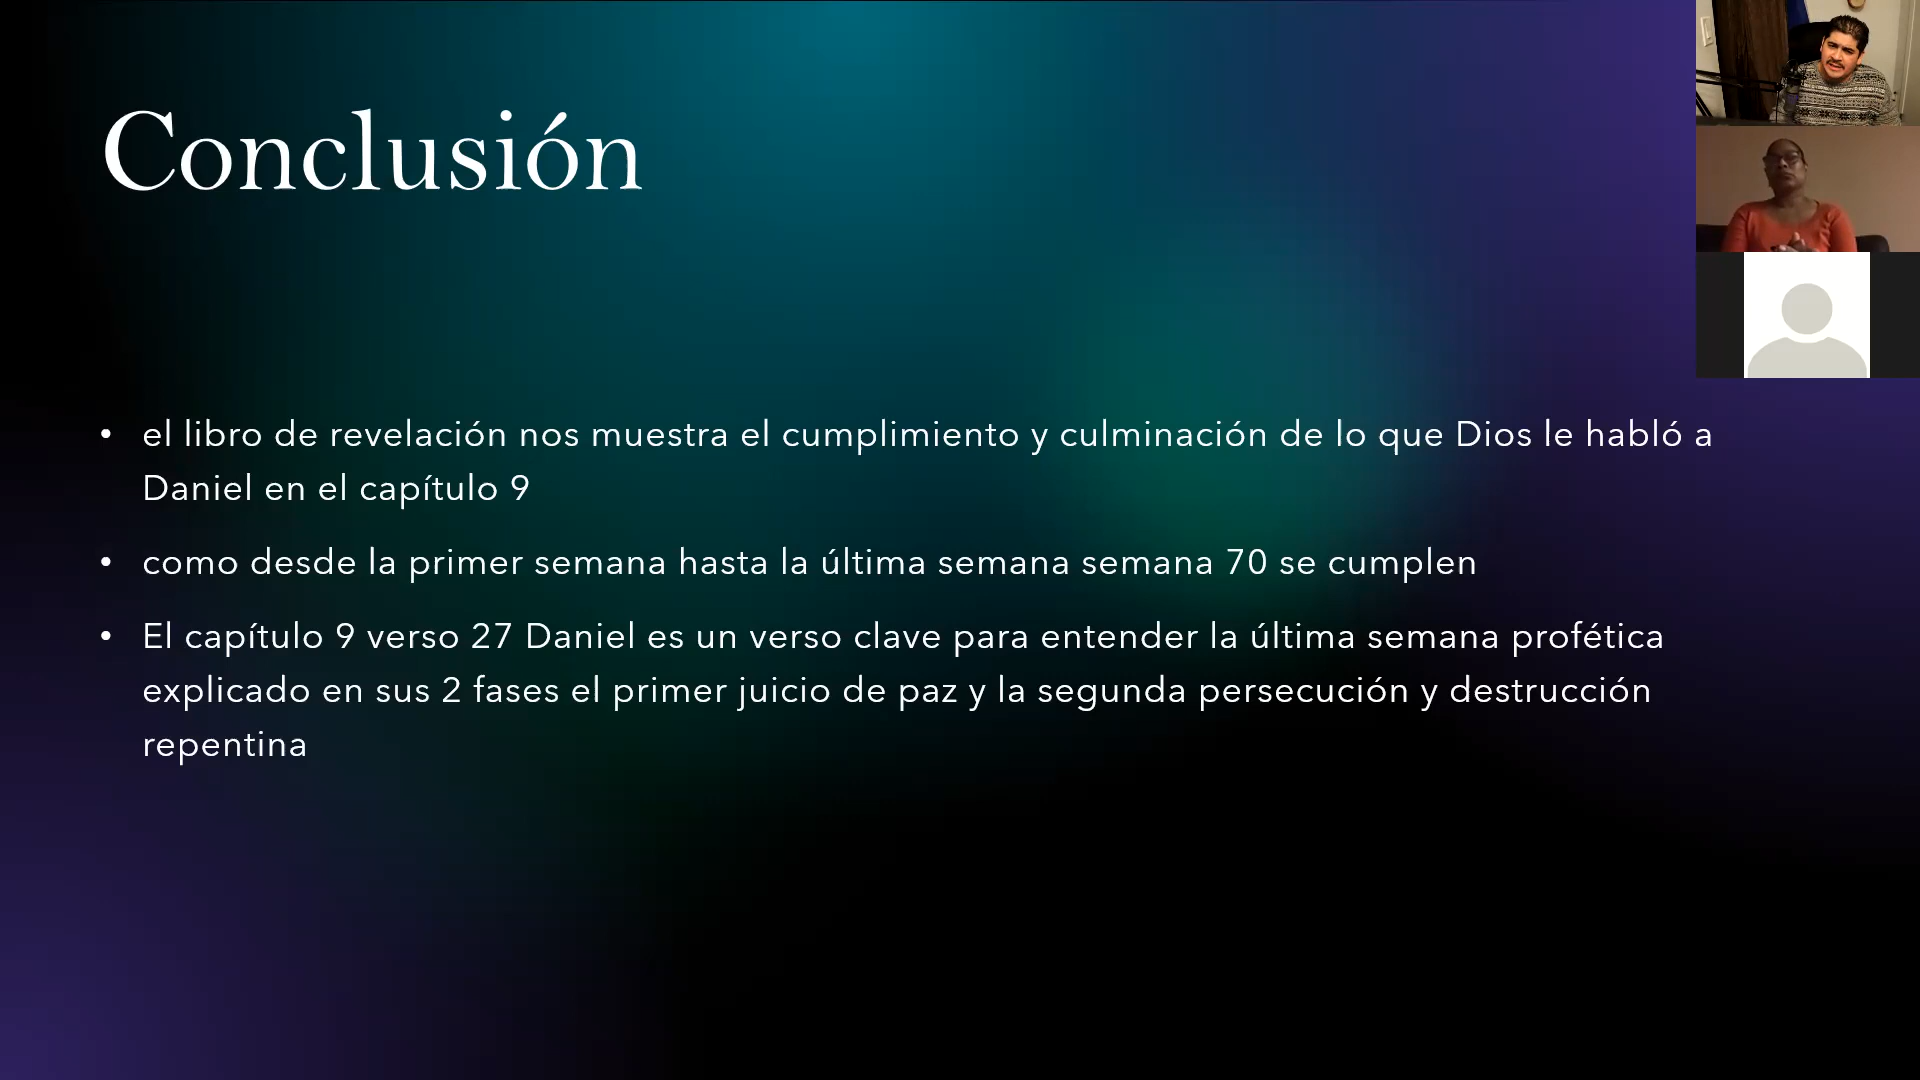 Conclusión
• el libro de revelación nos muestra el cumplimiento y culminación de lo que Dios le habló a
Daniel en el capítulo 9
• como desde la primer semana hasta la última semana semana 70 se cumplen
• El capítulo 9 verso 27 Daniel es un verso clave para entender la última semana profética
explicado en sus 2 fases el primer juicio de paz y la segunda persecución y destrucción
repentina